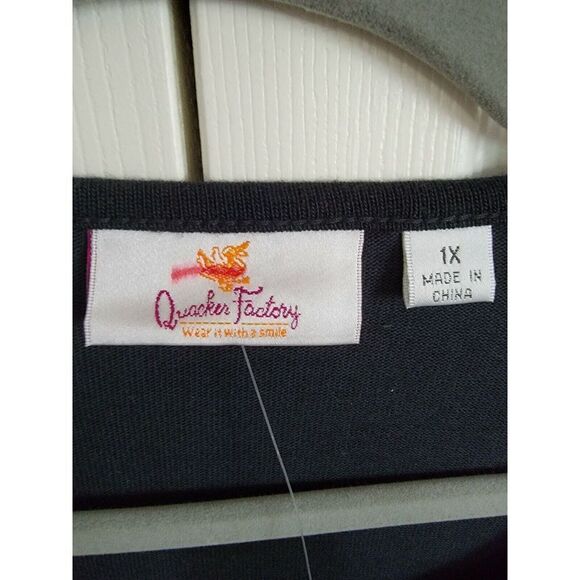 Quacker Factory
Wear it with a smile
1X
MADE IN
CHINA